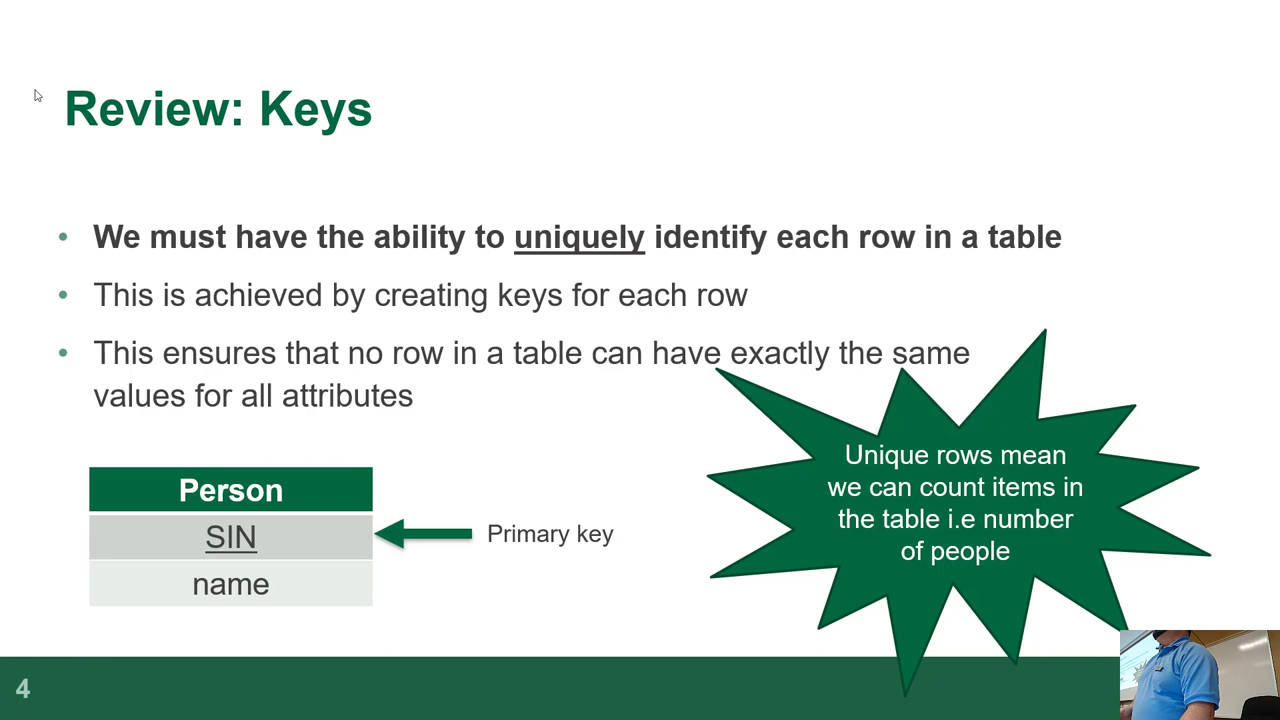 Review: Keys
• We must have the ability to uniquely identify each row in a table
• This is achieved by creating keys for each row
• This ensures that no row in a table can have exactly the same
values for all attributes
Person
SIN
name
Primary key
Unique rows mean
we can count items in
the table i.e number
of people
4